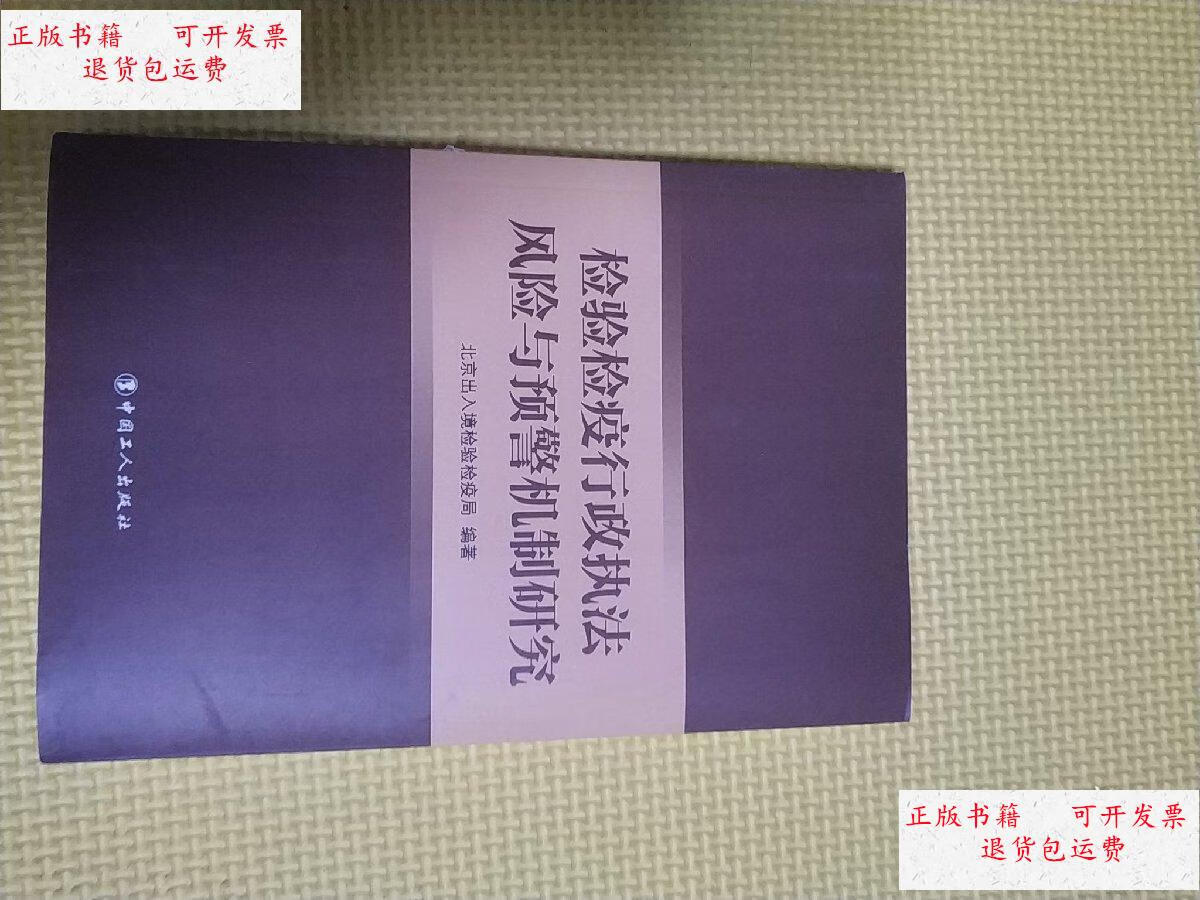 正版书籍 可开发票
退货包运费
检验检疫行政执法
风险与预警机制研究
北京出入境检验检疫局 编著
中国工人出版社
正版书籍 可开发票
退货包运费